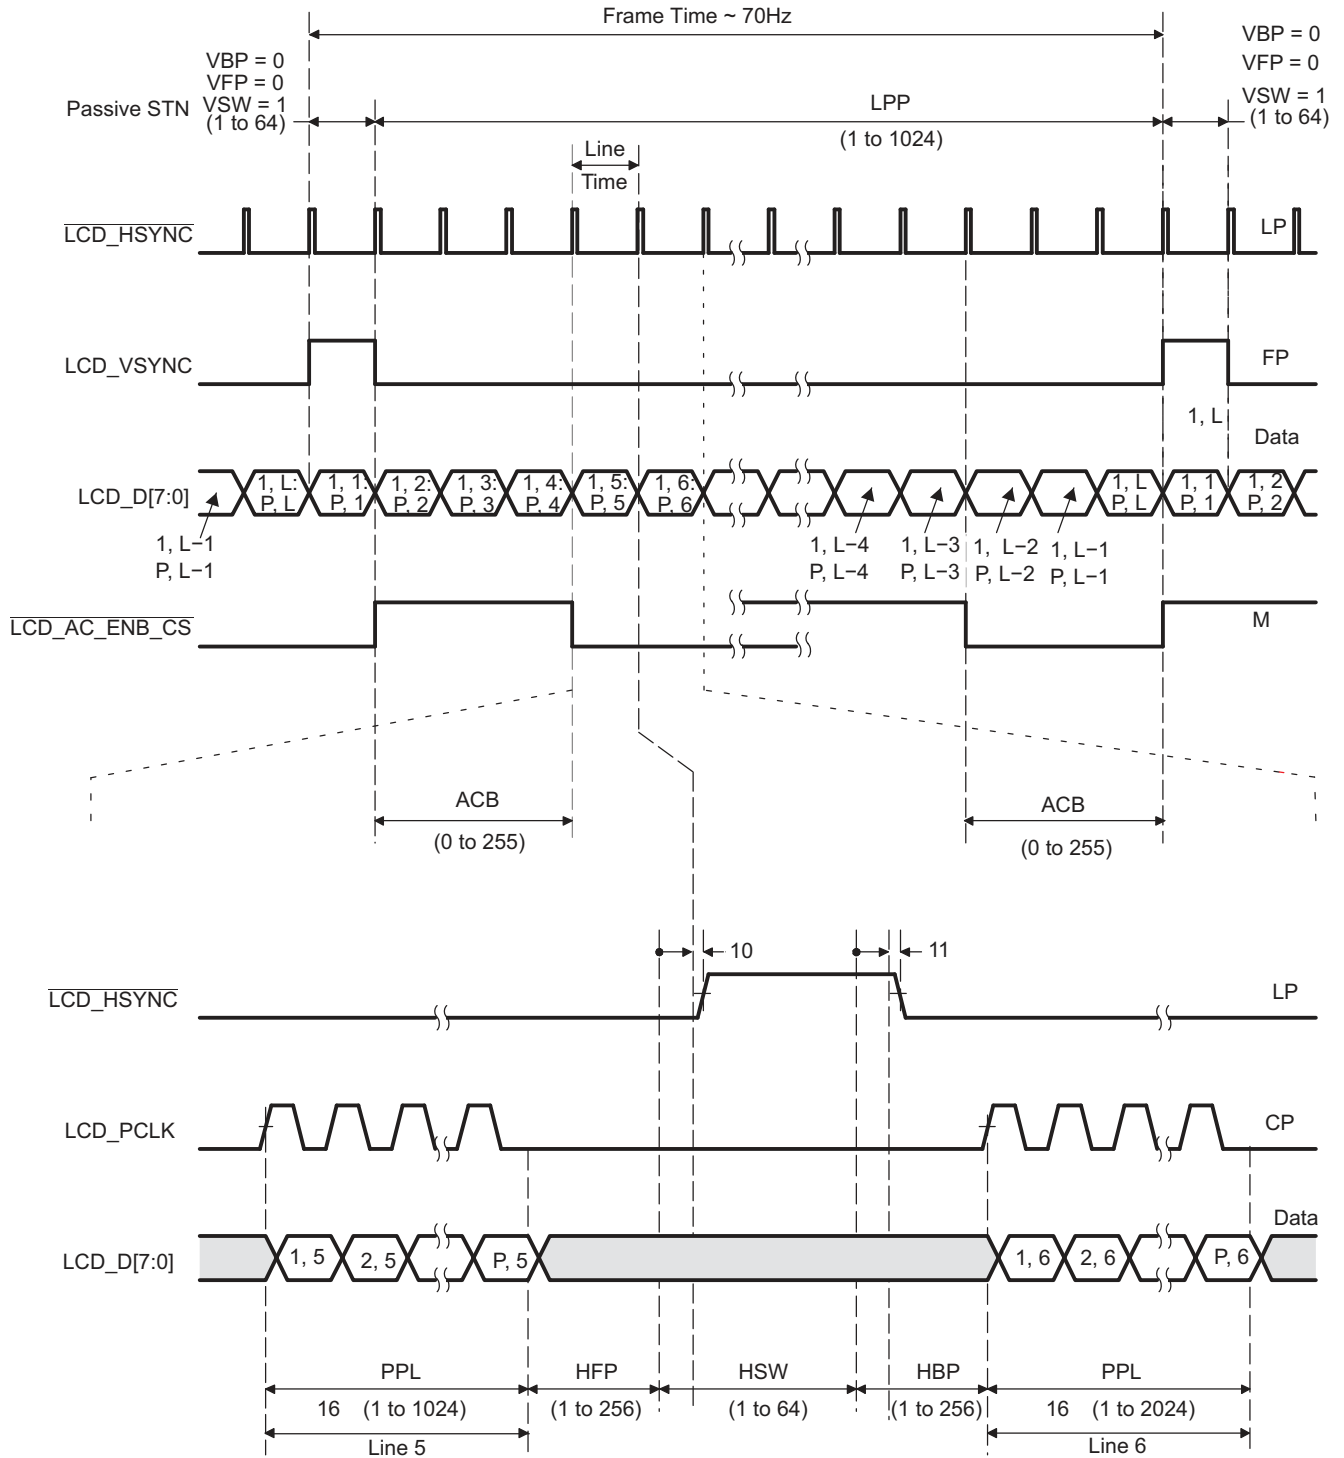 Frame Time ~ 70Hz
VBP = 0
VFP = 0
VSW = 1
(1 to 64)
VBP = 0
VFP = 0
VSW = 1
(1 to 64)
Passive STN
LPP
(1 to 1024)
Line
Time
LCD_HSYNC
LP
LCD_VSYNC
FP
1, L
Data
LCD_D[7:0]
1, L:
P, L
1, 1:
P, 1
1, 2:
P, 2
1, 3:
P, 3
1, 4:
P, 4
1, 5:
P, 5
1, 6:
P, 6
1, L
P, L
1, 1
P, 1
1, 2
P, 2
1, L−1
P, L−1
1, L−4
P, L−4
1, L−3
P, L−3
1, L−2
P, L−2
1, L−1
P, L−1
LCD_AC_ENB_CS
M
ACB
(0 to 255)
ACB
(0 to 255)
10
11
LCD_HSYNC
LP
LCD_PCLK
CP
Data
LCD_D[7:0]
1, 5
2, 5
P, 5
1, 6
2, 6
P, 6
PPL
HFP
HSW
HBP
PPL
16 (1 to 1024)
(1 to 256)
(1 to 64)
(1 to 256)
16 (1 to 2024)
Line 5
Line 6